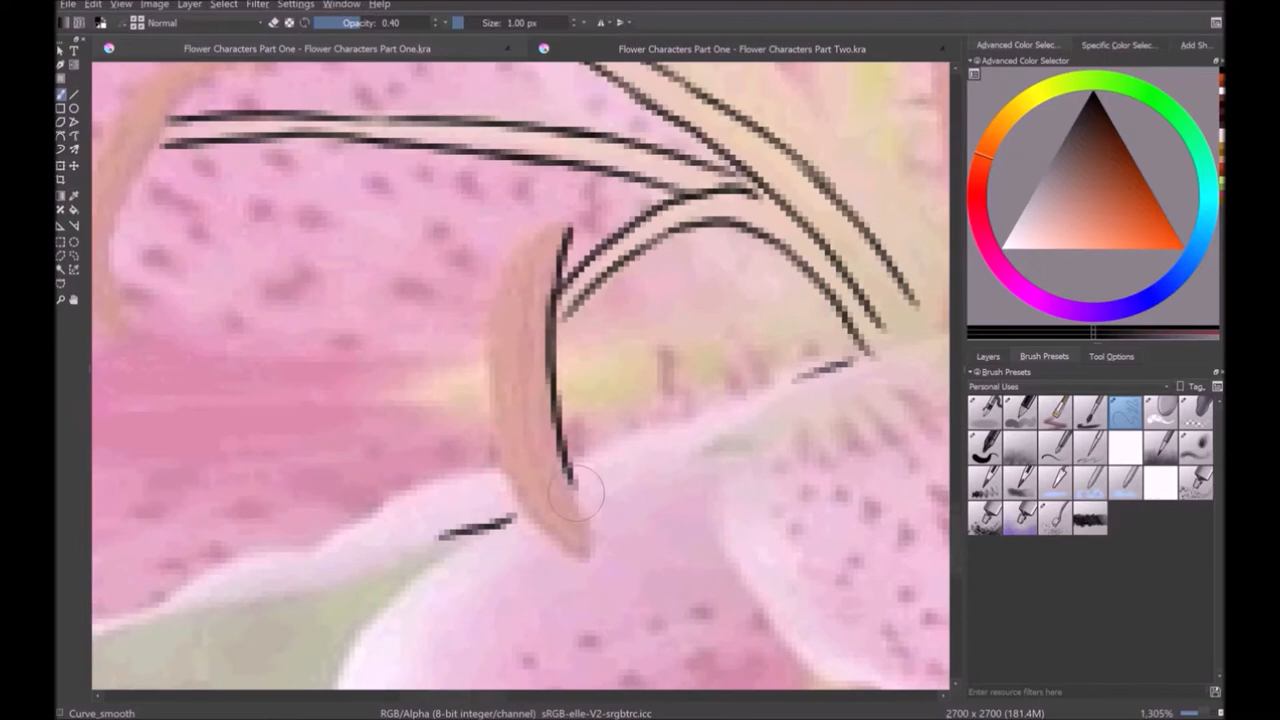 File Edit View Image Layer Select Filter Settings Window Help
Normal Opacity: 0.40 Size: 1.00 px
Flower Characters Part One - Flower Characters Part One.kra
Flower Characters Part One - Flower Characters Part Two.kra
Advanced Color Selec... Specific Color Selec... Add Sh...
Advanced Color Selector
Layers Brush Presets Tool Options
Brush Presets
Personal Uses Tag
Enter resource filters here
Curve_smooth RGB/Alpha (8-bit integer/channel) sRGB-elle-V2-srgbtrc.icc 2700 x 2700 (181.4M) 1,305%